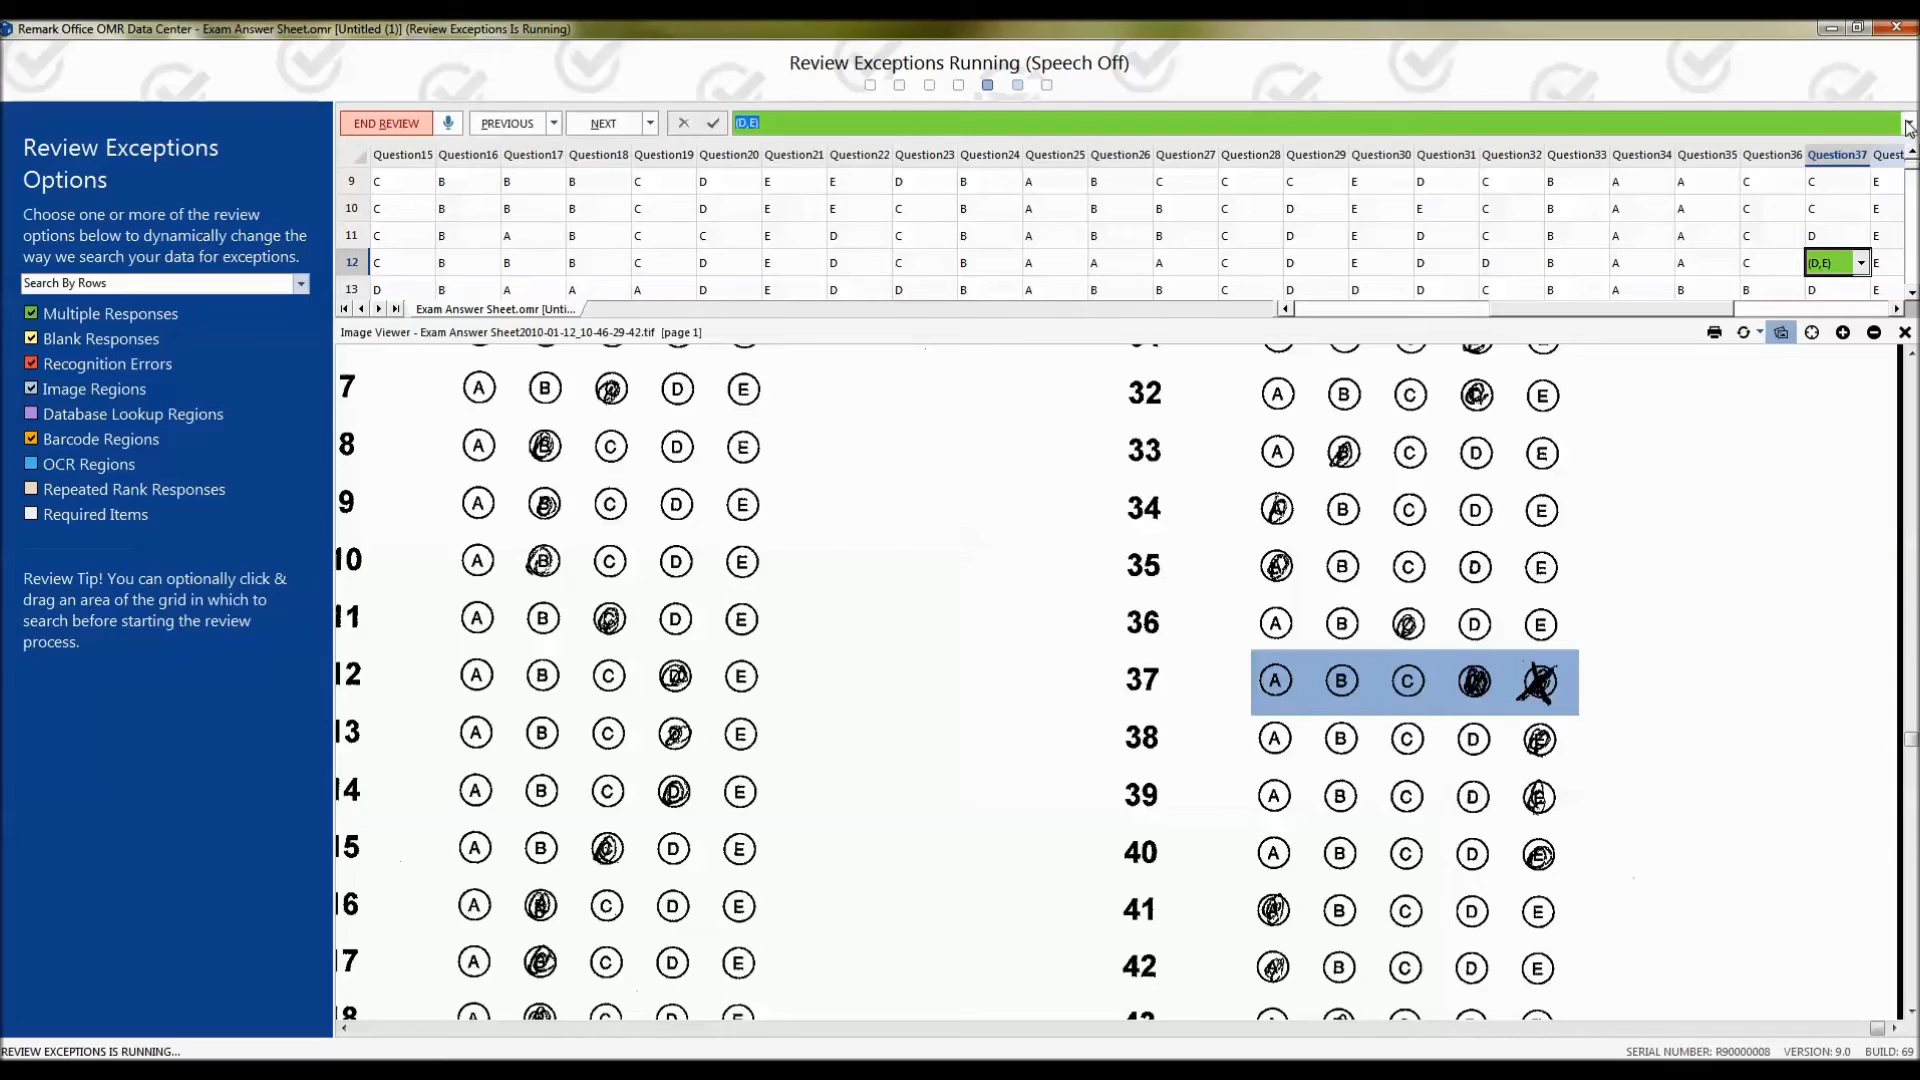 Remark Office OMR Data Center - Exam Answer Sheet.omr [Untitled (1)] (Review Exceptions Is Running)
Review Exceptions Running (Speech Off)
END REVIEW PREVIOUS NEXT (D,E)
Review Exceptions
Options
Choose one or more of the review
options below to dynamically change the
way we search your data for exceptions.
Search By Rows
Multiple Responses
Blank Responses
Recognition Errors
Image Regions
Database Lookup Regions
Barcode Regions
OCR Regions
Repeated Rank Responses
Required Items
Review Tip! You can optionally click &
drag an area of the grid in which to
search before starting the review
process.
Question15 Question16 Question17 Question18 Question19 Question20 Question21 Question22 Question23 Question24 Question25 Question26 Question27 Question28 Question29 Question30 Question31 Question32 Question33 Question34 Question35 Question36 Question37 Quest
9 C B B B C D E E D B A B C C C E D C B A A C C E
10 C B B B C D E E C B A B B C D E E C B A A C C E
11 C B A B C C E D C B A B B C D E D C B A A C D E
12 C B B B C D E D C B A A A C D E D D B A A C (D,E) E
13 D B A A A D E D C B A B B C D D D C B A B B D E
Exam Answer Sheet.omr [Unti...
Image Viewer - Exam Answer Sheet2010-01-12_10-46-29-42.tif [page 1]
7 A B D E
8 A B C D E
9 A B C D E
10 A B C D E
11 A B C D E
12 A B C D E
13 A B C D E
14 A B C D E
15 A B C D E
16 A B C D E
17 A B C D E
18
32 A B C D E
33 A B C D E
34 A B C D E
35 A B C D E
36 A B C D E
37 A B C
38 A B C D E
39 A B C D E
40 A B C D E
41 A B C D E
42 A B C D E
43
REVIEW EXCEPTIONS IS RUNNING...
SERIAL NUMBER: R90000008 VERSION: 9.0 BUILD: 69